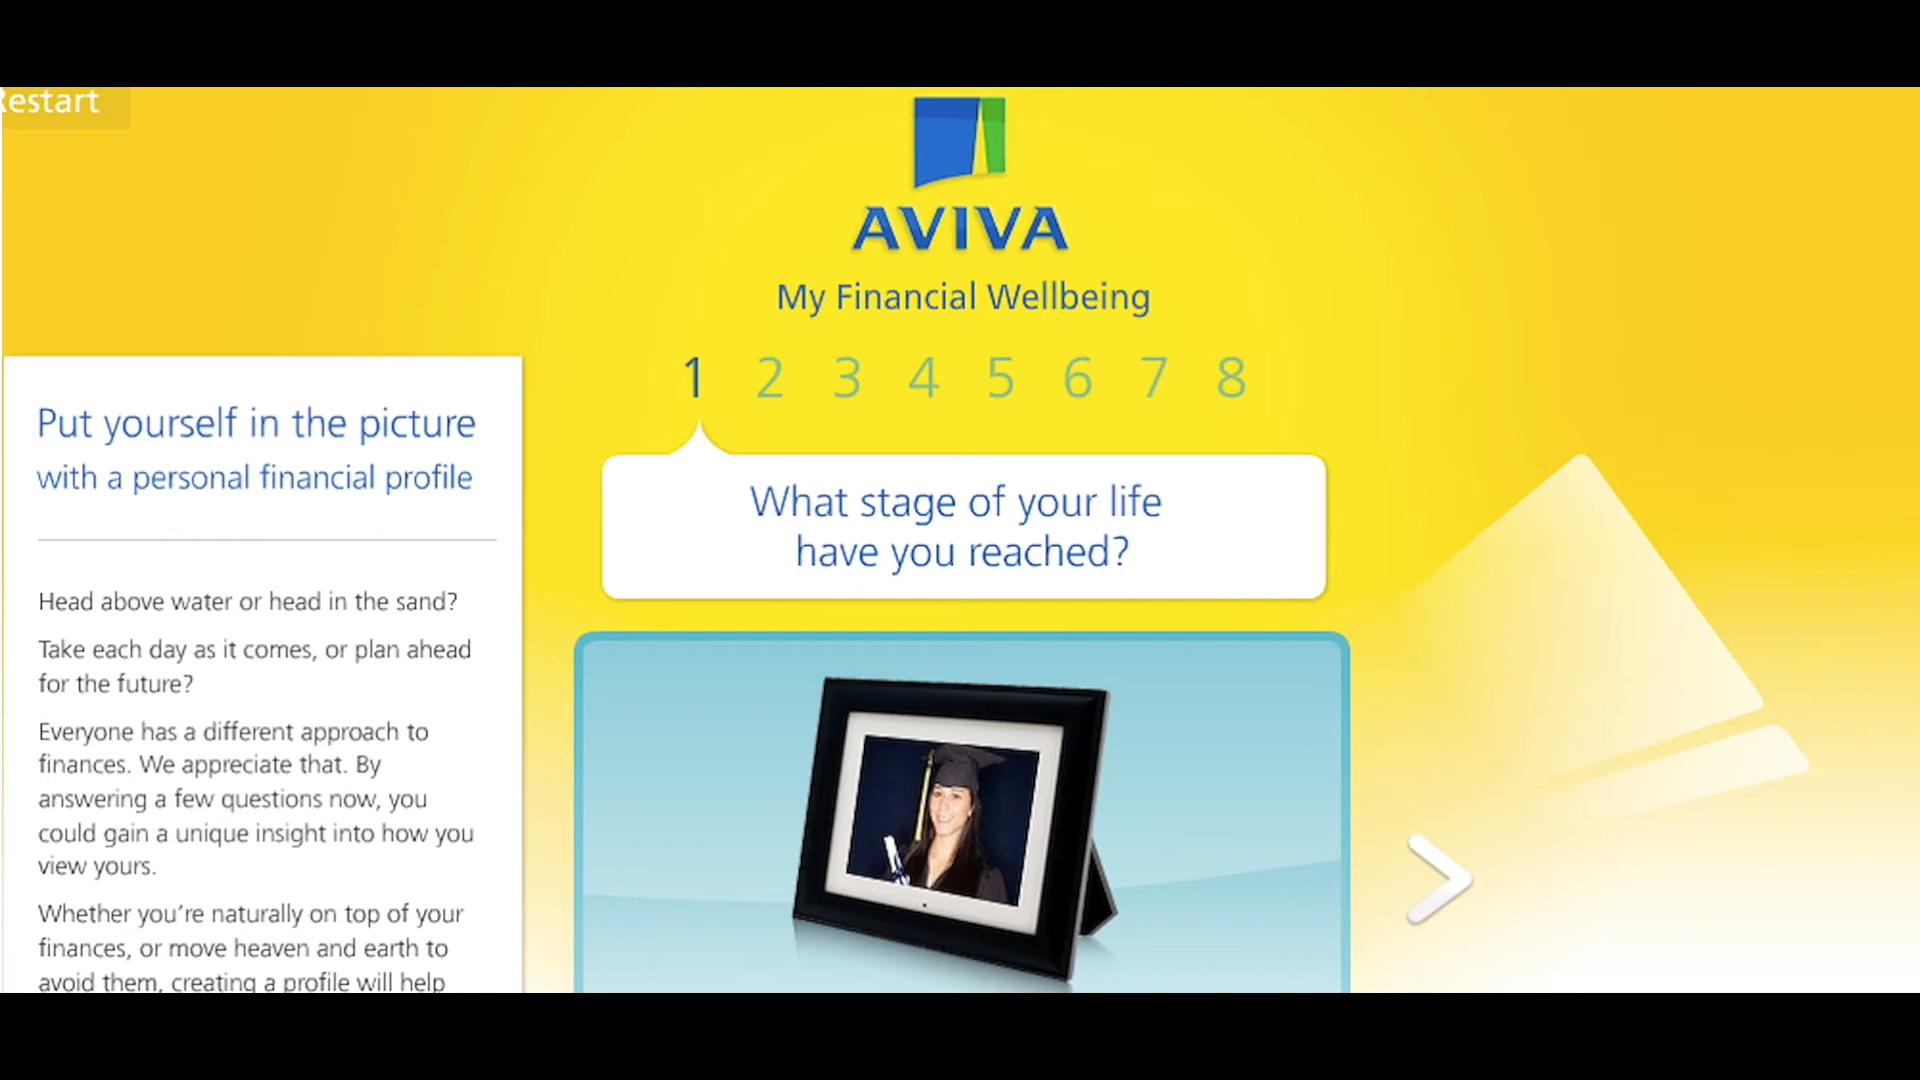 Restart
AVIVA
My Financial Wellbeing
1 2 3 4 5 6 7 8
What stage of your life
have you reached?
Put yourself in the picture
with a personal financial profile
Head above water or head in the sand?
Take each day as it comes, or plan ahead
for the future?
Everyone has a different approach to
finances. We appreciate that. By
answering a few questions now, you
could gain a unique insight into how you
view yours.
Whether you’re naturally on top of your
finances, or move heaven and earth to
avoid them, creating a profile will help